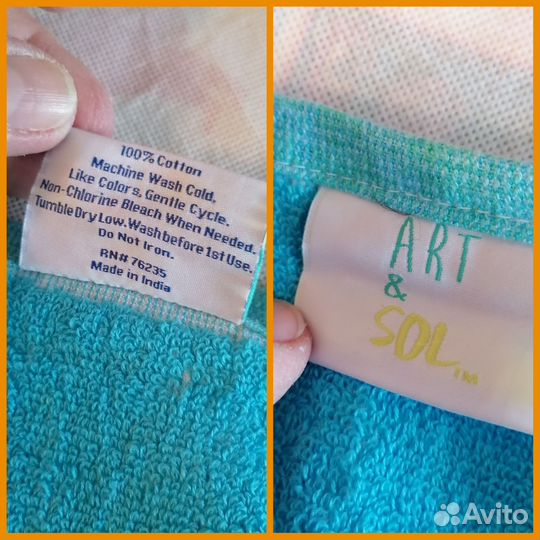 100% Cotton
Machine Wash Cold,
Like Colors, Gentle Cycle.
Non-Chlorine Bleach When Needed.
Tumble Dry Low. Wash before 1st Use.
Do Not Iron.
RN# 76235
Made in India
ART
&
SOL TM
Avito